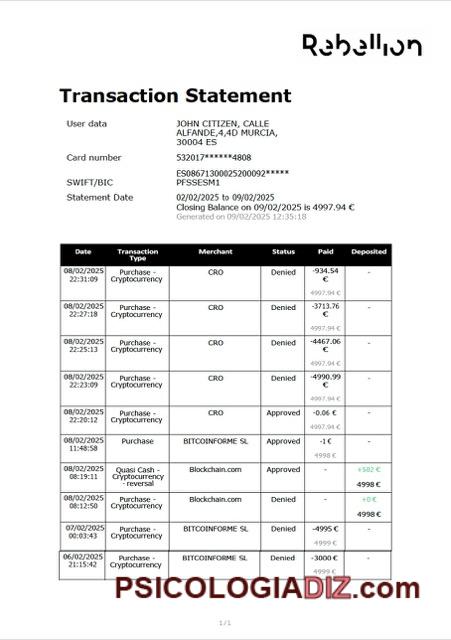 Rebellion
Transaction Statement
User data JOHN CITIZEN, CALLE
ALFANDE,4,4D MURCIA,
30004 ES
Card number 532017******4808
ES08671300025200092*****
SWIFT/BIC PFSSESM1
Statement Date 02/02/2025 to 09/02/2025
Closing Balance on 09/02/2025 is 4997.94 €
Generated on 09/02/2025 12:35:18
Date Transaction Type Merchant Status Paid Deposited
08/02/2025 22:31:09 Purchase - Cryptocurrency CRO Denied -934.54 € -
4997.94 €
08/02/2025 22:27:18 Purchase - Cryptocurrency CRO Denied -3713.76 € -
4997.94 €
08/02/2025 22:25:13 Purchase - Cryptocurrency CRO Denied -4467.06 € -
4997.94 €
08/02/2025 22:23:09 Purchase - Cryptocurrency CRO Denied -4990.99 € -
4997.94 €
08/02/2025 22:20:12 Purchase - Cryptocurrency CRO Approved -0.06 € -
4997.94 €
08/02/2025 11:48:58 Purchase BITCOINFORME SL Approved -1 € -
4998 €
08/02/2025 08:19:11 Quasi Cash - Cryptocurrency - reversal Blockchain.com Approved - +502 €
4998 €
08/02/2025 08:12:50 Purchase - Cryptocurrency Blockchain.com Denied - +0 €
4998 €
07/02/2025 00:03:43 Purchase - Cryptocurrency BITCOINFORME SL Denied -4995 € -
4999 €
06/02/2025 21:15:42 Purchase - Cryptocurrency BITCOINFORME SL Denied -3000 € -
4999 €
PSICOLOGIADIZ.com
1/1